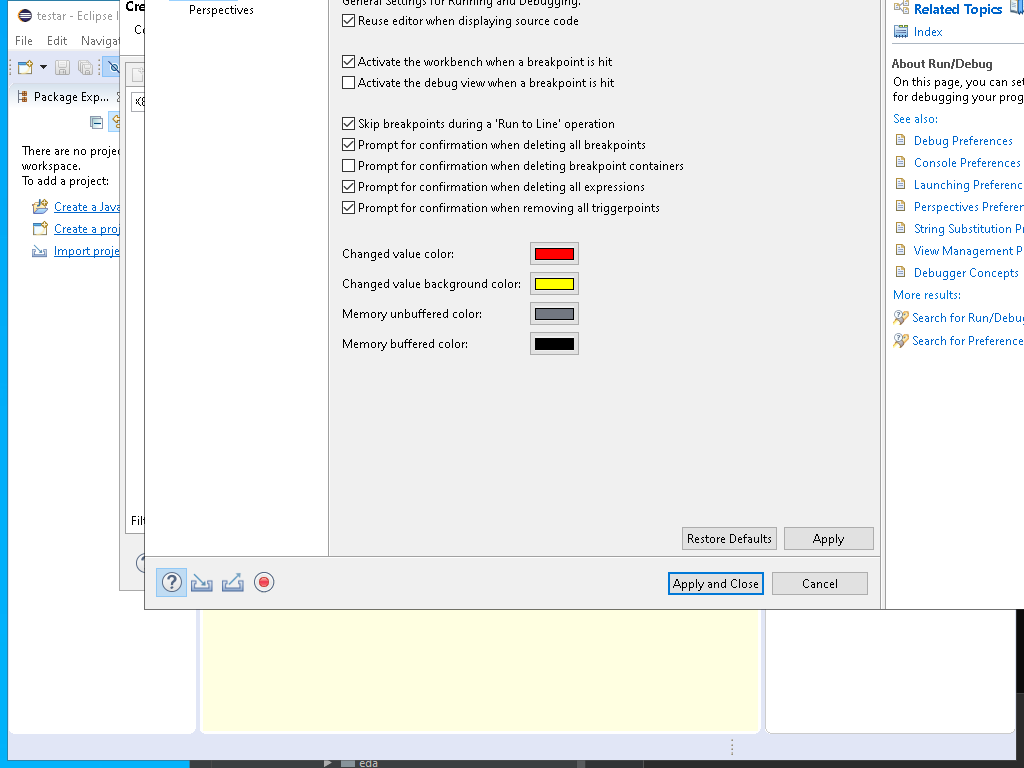 testar - Eclipse I
File Edit Navigat
Package Exp...
There are no proje
workspace.
To add a project:
Create a Java
Create a proj
Import proje
Cre
Filt
Perspectives
General Settings for Running and Debugging.
Reuse editor when displaying source code
Activate the workbench when a breakpoint is hit
Activate the debug view when a breakpoint is hit
Skip breakpoints during a 'Run to Line' operation
Prompt for confirmation when deleting all breakpoints
Prompt for confirmation when deleting breakpoint containers
Prompt for confirmation when deleting all expressions
Prompt for confirmation when removing all triggerpoints
Changed value color:
Changed value background color:
Memory unbuffered color:
Memory buffered color:
Restore Defaults Apply
Apply and Close Cancel
Related Topics
Index
About Run/Debug
On this page, you can set
for debugging your prog
See also:
Debug Preferences
Console Preferences
Launching Preferenc
Perspectives Preferen
String Substitution Pr
View Management P
Debugger Concepts
More results:
Search for Run/Debug
Search for Preference
eda